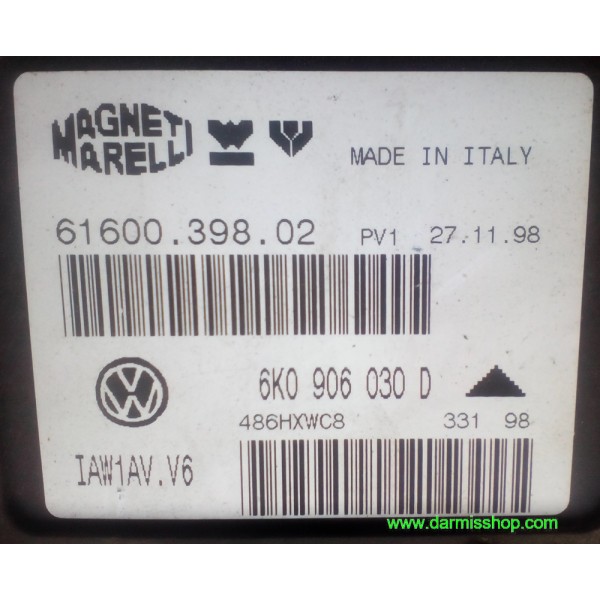 MAGNETI
MARELLI
MADE IN ITALY
61600.398.02 PV1 27.11.98
6K0 906 030 D
486HXWC8 331 98
IAW1AV.V6
www.darmisshop.com